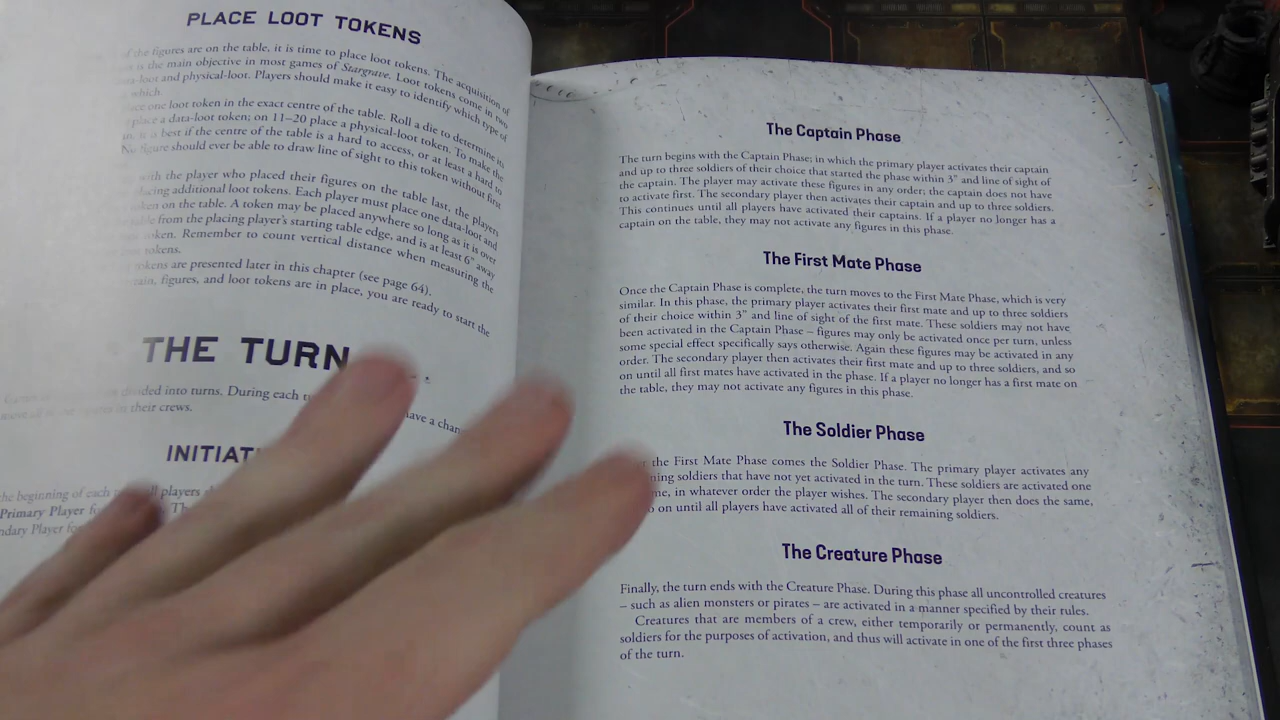 PLACE LOOT TOKENS
of the figures are on the table, it is time to place loot tokens. The acquisition of
is the main objective in most games of Stargrave. Loot tokens come in two
data-loot and physical-loot. Players should make it easy to identify which type of
which
place one loot token in the exact centre of the table. Roll a die to determine its
place a data-loot token; on 11–20 place a physical-loot token. To make the
is best if the centre of the table is a hard to access, or at least a hard to
No figure should ever be able to draw line of sight to this token without first
with the player who placed their figures on the table last, the players
placing additional loot tokens. Each player must place one data-loot and
token on the table. A token may be placed anywhere so long as it is over
table from the placing player's starting table edge, and is at least 6" away
token. Remember to count vertical distance when measuring the
tokens.
tokens are presented later in this chapter (see page 64).
figures, and loot tokens are in place, you are ready to start the
THE TURN
divided into turns. During each
have a
their crews.
the beginning of each all players
Primary Player
The Captain Phase
The turn begins with the Captain Phase; in which the primary player activates their captain
and up to three soldiers of their choice that started the phase within 3" and line of sight of
the captain. The player may activate these figures in any order; the captain does not have
to activate first. The secondary player then activates their captain and up to three soldiers.
This continues until all players have activated their captains. If a player no longer has a
captain on the table, they may not activate any figures in this phase.
The First Mate Phase
Once the Captain Phase is complete, the turn moves to the First Mate Phase, which is very
similar. In this phase, the primary player activates their first mate and up to three soldiers
of their choice within 3" and line of sight of the first mate. These soldiers may not have
been activated in the Captain Phase – figures may only be activated once per turn, unless
some special effect specifically says otherwise. Again these figures may be activated in any
order. The secondary player then activates their first mate and up to three soldiers, and so
on until all first mates have activated in the phase. If a player no longer has a first mate on
the table, they may not activate any figures in this phase.
The Soldier Phase
the First Mate Phase comes the Soldier Phase. The primary player activates any
soldiers that have not yet activated in the turn. These soldiers are activated one
in whatever order the player wishes. The secondary player then does the same,
on until all players have activated all of their remaining soldiers.
The Creature Phase
Finally, the turn ends with the Creature Phase. During this phase all uncontrolled creatures
– such as alien monsters or pirates – are activated in a manner specified by their rules.
Creatures that are members of a crew, either temporarily or permanently, count as
soldiers for the purposes of activation, and thus will activate in one of the first three phases
of the turn.